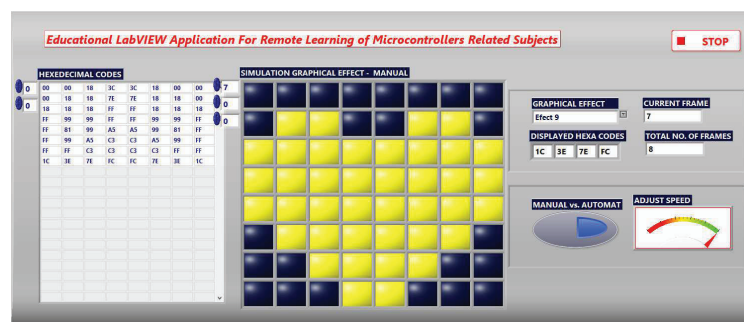 Educational LabVIEW Application For Remote Learning of Microcontrollers Related Subjects
STOP
HEXEDECIMAL CODES
0
0
00 00 18 3C 3C 18 00 00
00 18 18 7E 7E 18 18 00
18 18 18 FF FF 18 18 18
FF 99 99 FF FF 99 99 FF
FF 81 99 A5 A5 99 81 FF
FF 99 A5 C3 C3 A5 99 FF
FF FF C3 C3 C3 C3 FF FF
1C 3E 7E FC FC 7E 3E 1C
SIMULATION GRAPHICAL EFFECT - MANUAL
7
0
0
GRAPHICAL EFFECT
Efect 9
CURRENT FRAME
7
DISPLAYED HEXA CODES
1C 3E 7E FC
TOTAL NO. OF FRAMES
8
MANUAL vs. AUTOMAT
ADJUST SPEED